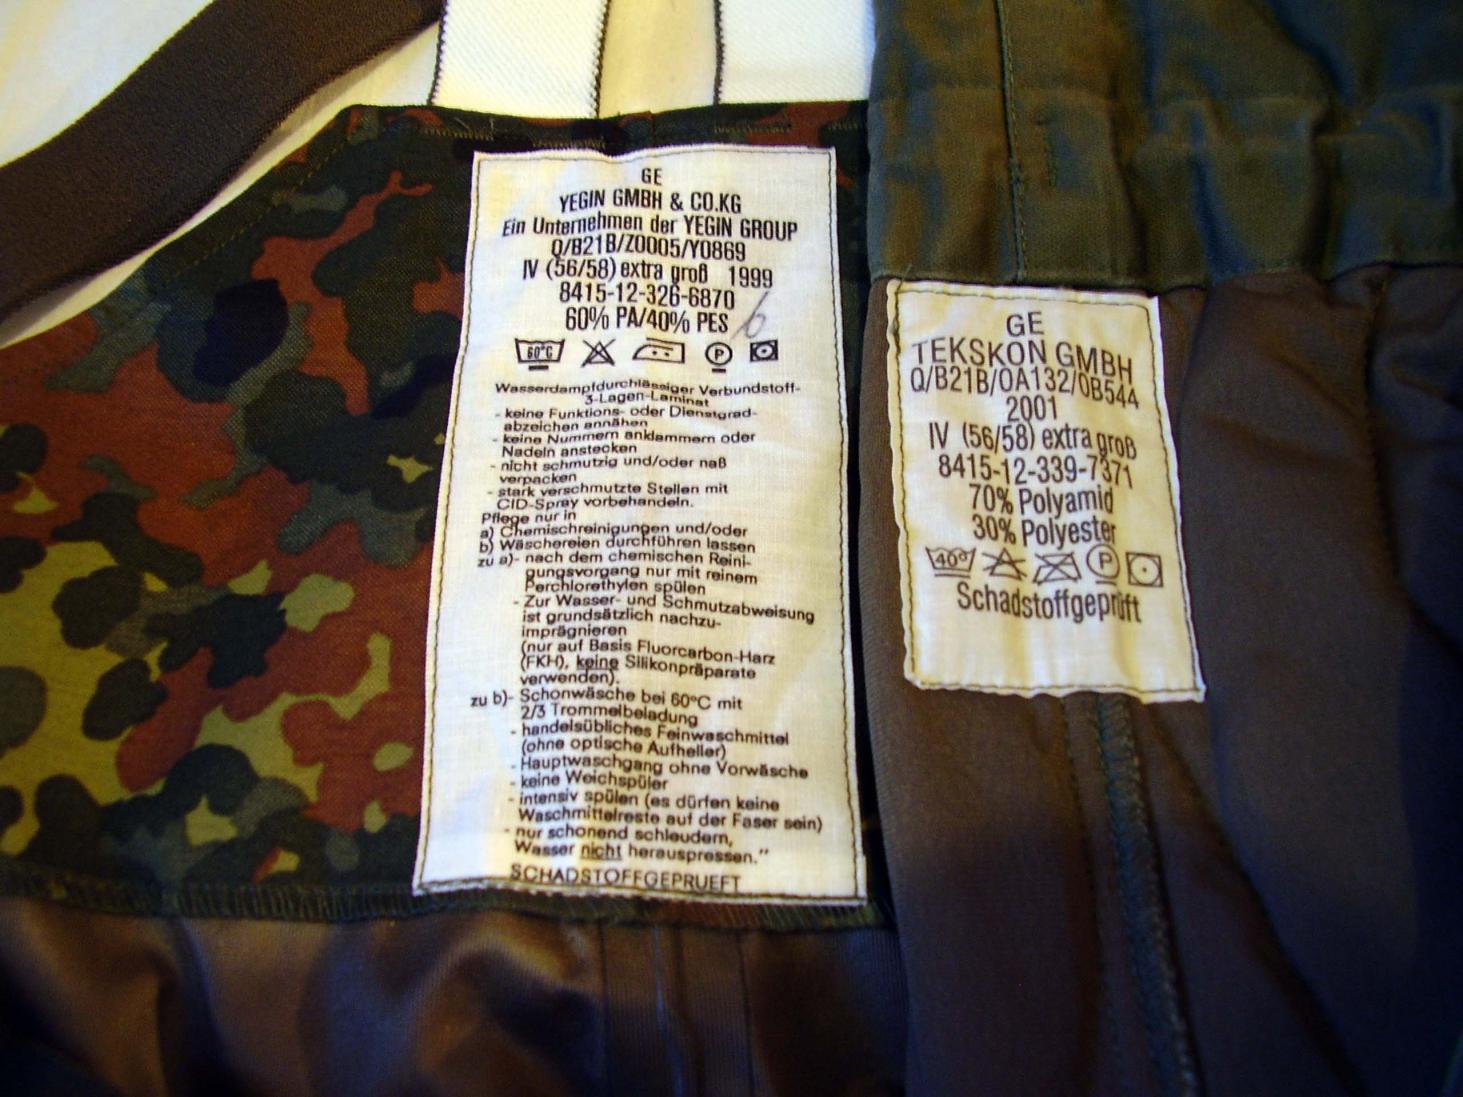 GE
YEGIN GMBH & CO.KG
Ein Unternehmen der YEGIN GROUP
Q/B21B/Z0005/Y0869
IV (56/58) extra groß 1999
8415-12-326-6870
60% PA/40% PES 6
60°C P
Wasserdampfdurchlässiger Verbundstoff-
3-Lagen-Laminat
- keine Funktions- oder Dienstgrad-
abzeichen annähen
- keine Nummern anklammern oder
Nadeln anstecken
- nicht schmutzig und/oder naß
verpacken
- stark verschmutzte Stellen mit
CID-Spray vorbehandeln.
Pflege nur in
a) Chemischreinigungen und/oder
b) Wäschereien durchführen lassen
zu a)- nach dem chemischen Reini-
gungsvorgang nur mit reinem
Perchlorethylen spülen
- Zur Wasser- und Schmutzabweisung
ist grundsätzlich nachzu-
imprägnieren
(nur auf Basis Fluorcarbon-Harz
(FKH), keine Silikonpräparate
verwenden).
zu b)- Schonwäsche bei 60°C mit
2/3 Trommelbeladung
- handelsübliches Feinwaschmittel
(ohne optische Aufheller)
- Hauptwaschgang ohne Vorwäsche
- keine Weichspüler
- intensiv spülen (es dürfen keine
Waschmittelreste auf der Faser sein)
- nur schonend schleudern,
Wasser nicht herauspressen."
SCHADSTOFFGEPRUEFT
GE
TEKSKON GMBH
Q/B21B/OA132/OB544
2001
IV (56/58) extra groß
8415-12-339-7371
70% Polyamid
30% Polyester
40° P
Schadstoffgeprüft